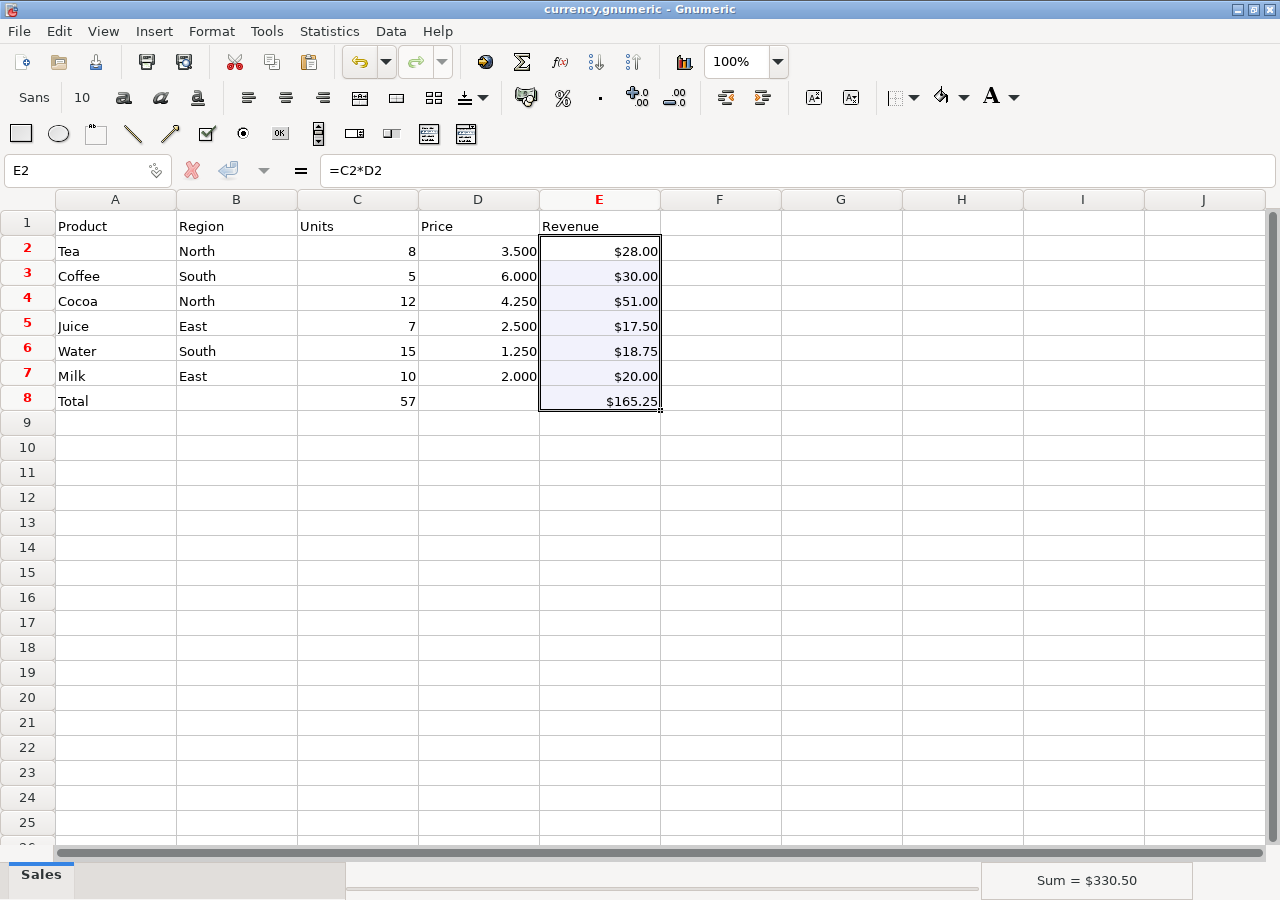 currency.gnumeric - Gnumeric
File Edit View Insert Format Tools Statistics Data Help
100%
Sans 10
E2 =C2*D2
A B C D E F G H I J
1 Product Region Units Price Revenue
2 Tea North 8 3.500 $28.00
3 Coffee South 5 6.000 $30.00
4 Cocoa North 12 4.250 $51.00
5 Juice East 7 2.500 $17.50
6 Water South 15 1.250 $18.75
7 Milk East 10 2.000 $20.00
8 Total 57 $165.25
9
10
11
12
13
14
15
16
17
18
19
20
21
22
23
24
25
26
Sales Sum = $330.50